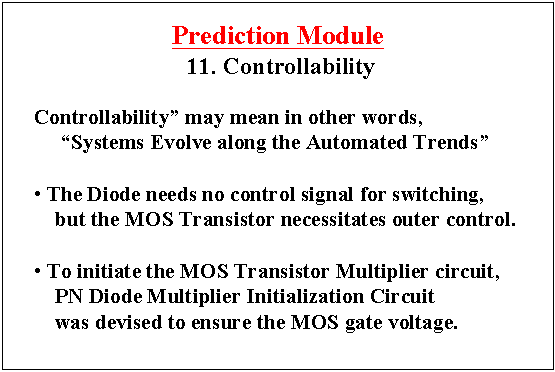 Prediction Module
11. Controllability
Controllability” may mean in other words,
“Systems Evolve along the Automated Trends”
• The Diode needs no control signal for switching,
but the MOS Transistor necessitates outer control.
• To initiate the MOS Transistor Multiplier circuit,
PN Diode Multiplier Initialization Circuit
was devised to ensure the MOS gate voltage.